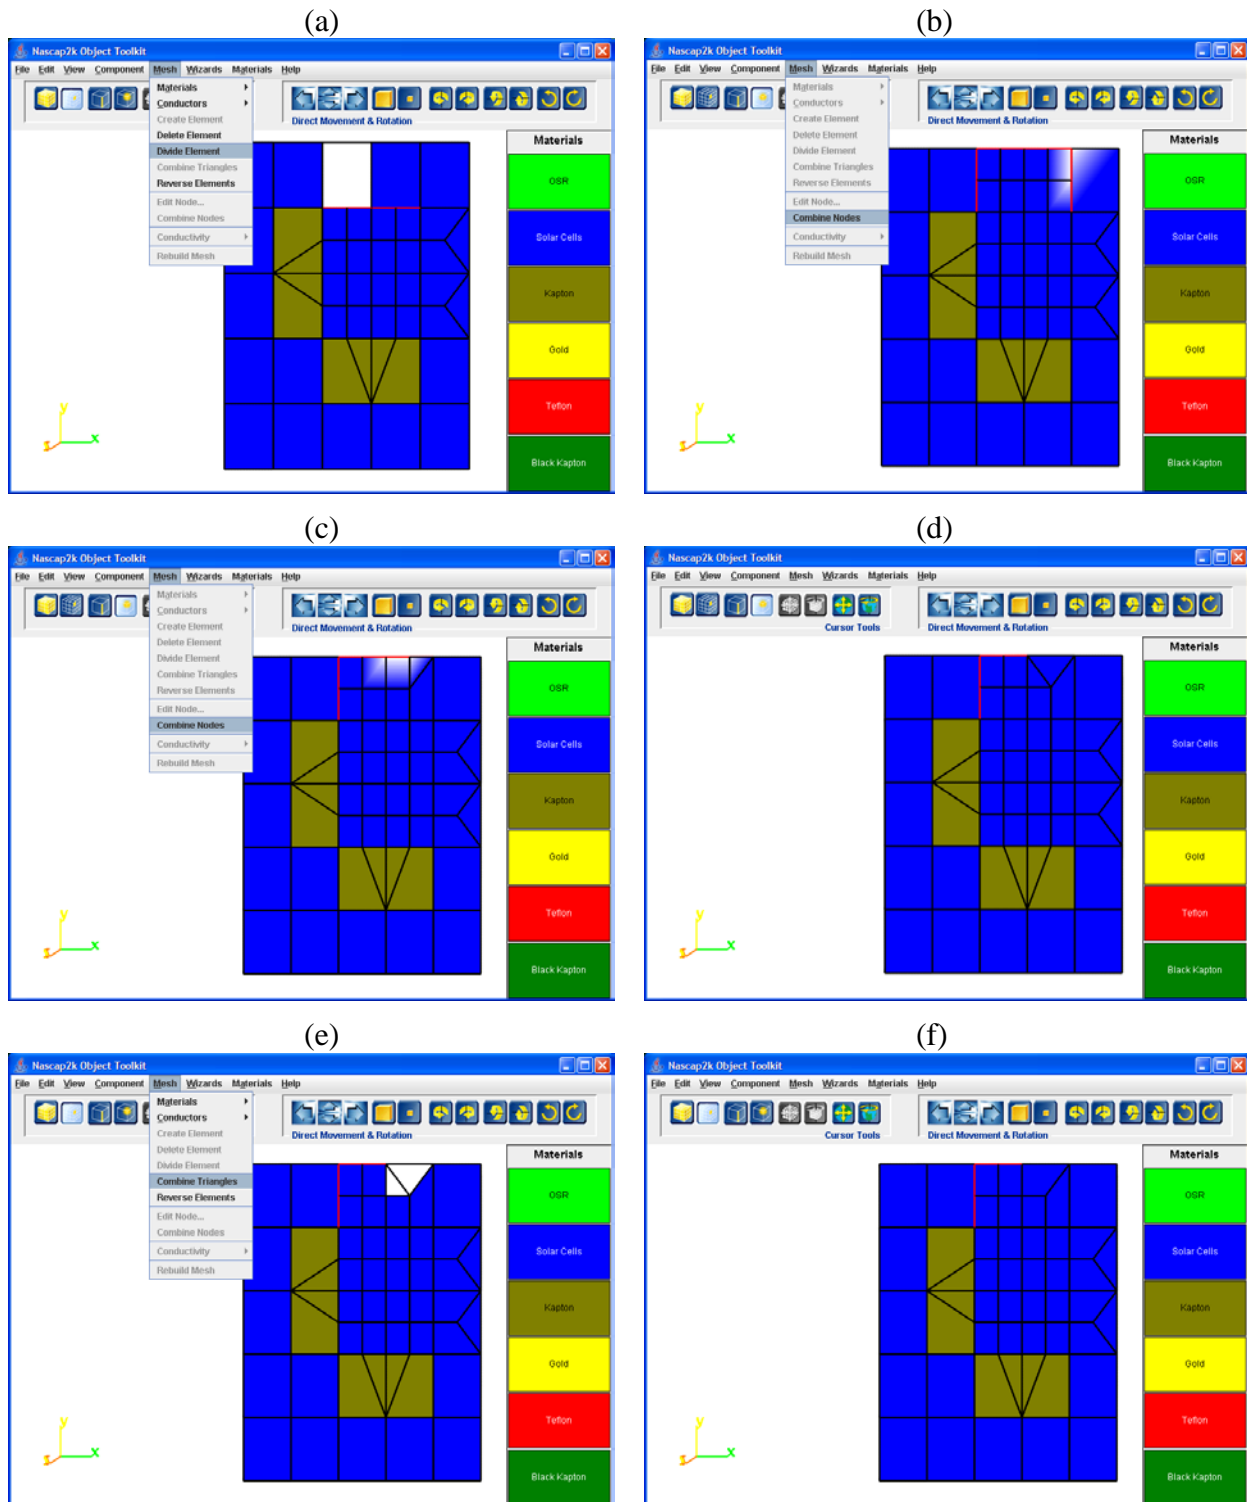 (a)
Nascap2k Object Toolkit
File Edit View Component Mesh Wizards Materials Help
Materials
Conductors
Create Element
Delete Element
Divide Element
Combine Triangles
Reverse Elements
Edit Node...
Combine Nodes
Conductivity
Rebuild Mesh
Direct Movement & Rotation
Materials
OSR
Solar Cells
Kapton
Gold
Teflon
Black Kapton
y
z
x
(b)
Nascap2k Object Toolkit
File Edit View Component Mesh Wizards Materials Help
Materials
Conductors
Create Element
Delete Element
Divide Element
Combine Triangles
Reverse Elements
Edit Node...
Combine Nodes
Conductivity
Rebuild Mesh
Direct Movement & Rotation
Materials
OSR
Solar Cells
Kapton
Gold
Teflon
Black Kapton
y
z
x
(c)
Nascap2k Object Toolkit
File Edit View Component Mesh Wizards Materials Help
Materials
Conductors
Create Element
Delete Element
Divide Element
Combine Triangles
Reverse Elements
Edit Node...
Combine Nodes
Conductivity
Rebuild Mesh
Direct Movement & Rotation
Materials
OSR
Solar Cells
Kapton
Gold
Teflon
Black Kapton
y
z
x
(d)
Nascap2k Object Toolkit
File Edit View Component Mesh Wizards Materials Help
Cursor Tools
Direct Movement & Rotation
Materials
OSR
Solar Cells
Kapton
Gold
Teflon
Black Kapton
y
z
x
(e)
Nascap2k Object Toolkit
File Edit View Component Mesh Wizards Materials Help
Materials
Conductors
Create Element
Delete Element
Divide Element
Combine Triangles
Reverse Elements
Edit Node...
Combine Nodes
Conductivity
Rebuild Mesh
Direct Movement & Rotation
Materials
OSR
Solar Cells
Kapton
Gold
Teflon
Black Kapton
y
z
x
(f)
Nascap2k Object Toolkit
File Edit View Component Mesh Wizards Materials Help
Cursor Tools
Direct Movement & Rotation
Materials
OSR
Solar Cells
Kapton
Gold
Teflon
Black Kapton
y
z
x